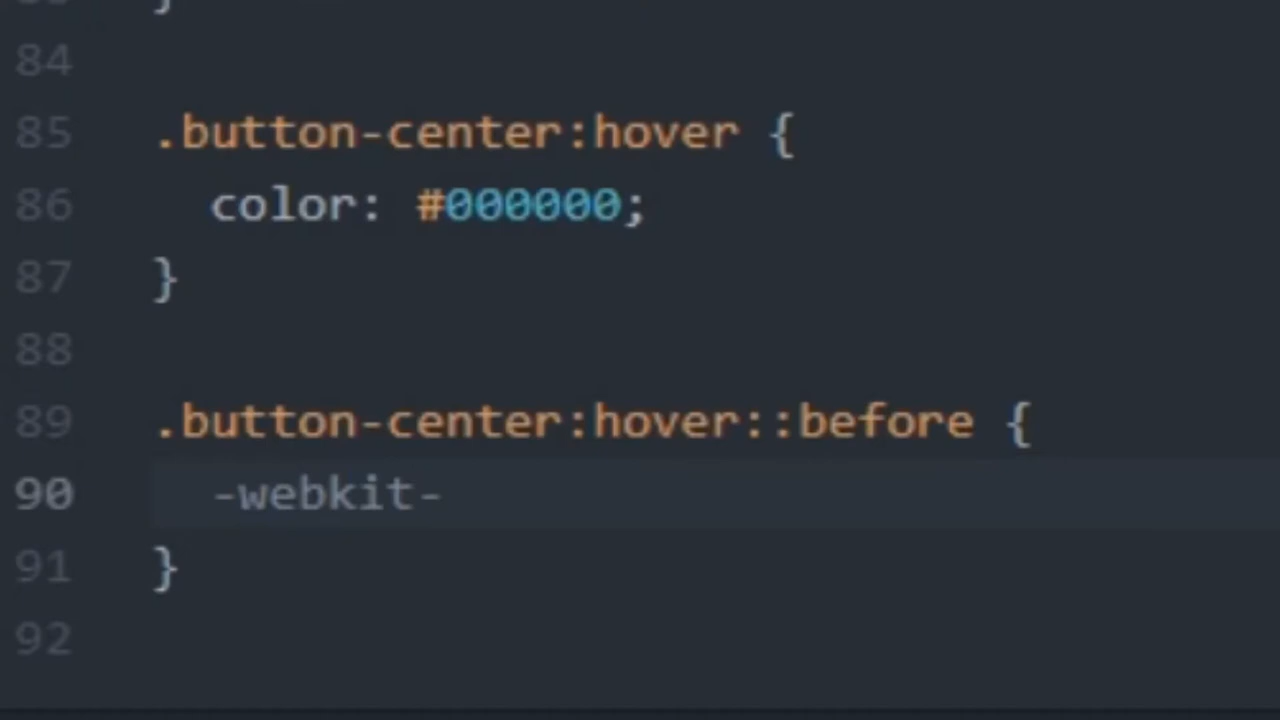 }
84
85 .button-center:hover {
86 color: #000000;
87 }
88
89 .button-center:hover::before {
90 -webkit-
91 }
92